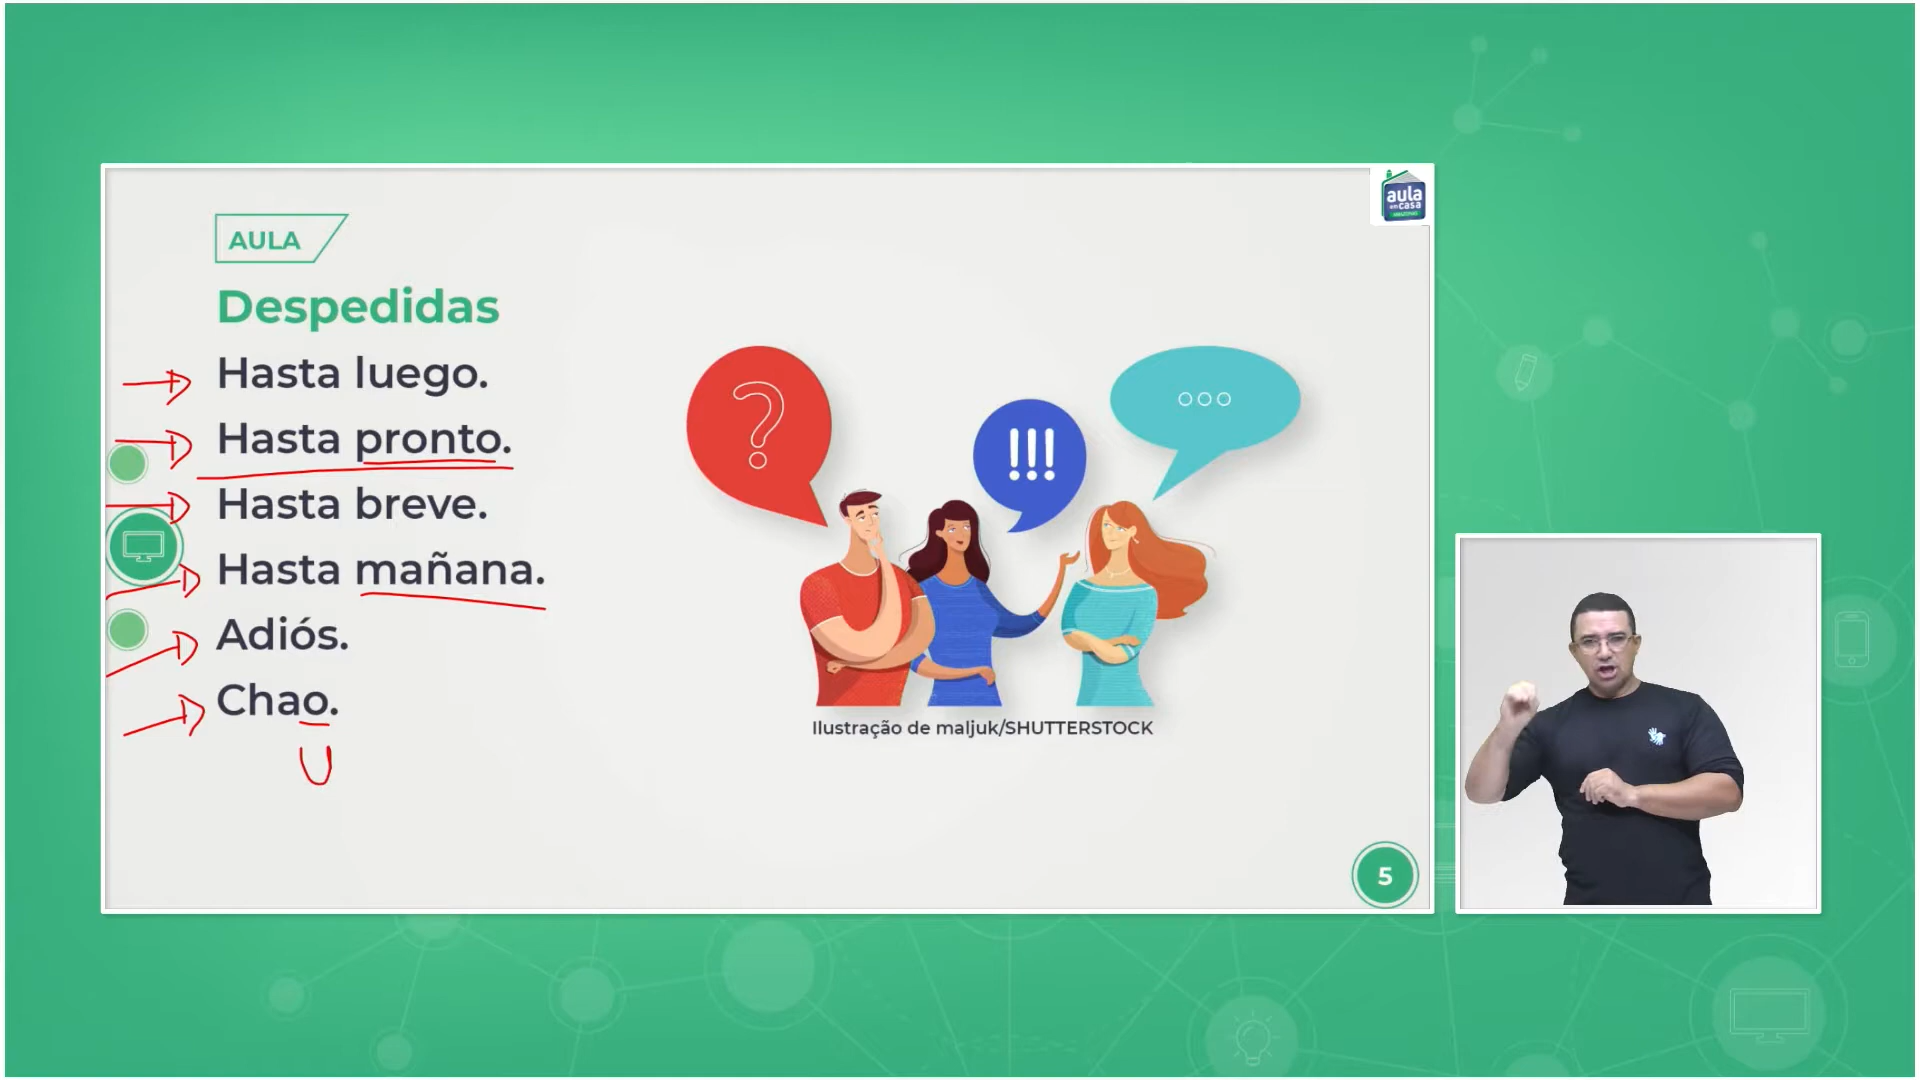 aula
em casa
AULA
Despedidas
Hasta luego.
Hasta pronto.
Hasta breve.
Hasta mañana.
Adiós.
Chao.
U
?
!!!
Ilustração de maljuk/SHUTTERSTOCK
5